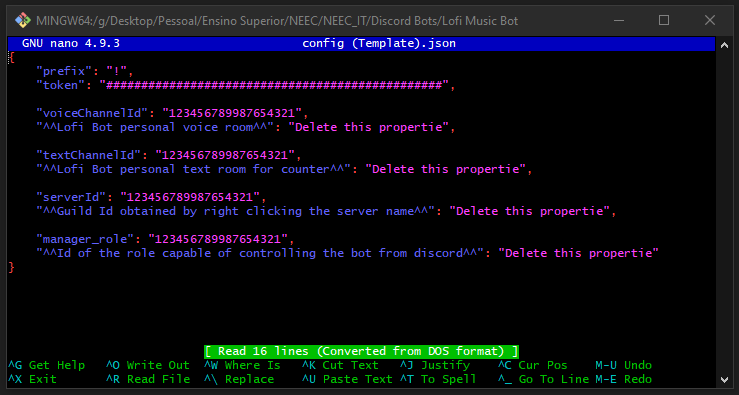 MINGW64:/g/Desktop/Pessoal/Ensino Superior/NEEC/NEEC_IT/Discord Bots/Lofi Music Bot
GNU nano 4.9.3 config (Template).json
{
"prefix": "!",
"token": "################################################",
"voiceChannelId": "123456789987654321",
"^^Lofi Bot personal voice room^^": "Delete this propertie",
"textChannelId": "123456789987654321",
"^^Lofi Bot personal text room for counter^^": "Delete this propertie",
"serverId": "123456789987654321",
"^^Guild Id obtained by right clicking the server name^^": "Delete this propertie",
"manager_role": "123456789987654321",
"^^Id of the role capable of controlling the bot from discord^^": "Delete this propertie"
}
[ Read 16 lines (Converted from DOS format) ]
^G Get Help ^O Write Out ^W Where Is ^K Cut Text ^J Justify ^C Cur Pos M-U Undo
^X Exit ^R Read File ^\ Replace ^U Paste Text ^T To Spell ^_ Go To Line M-E Redo